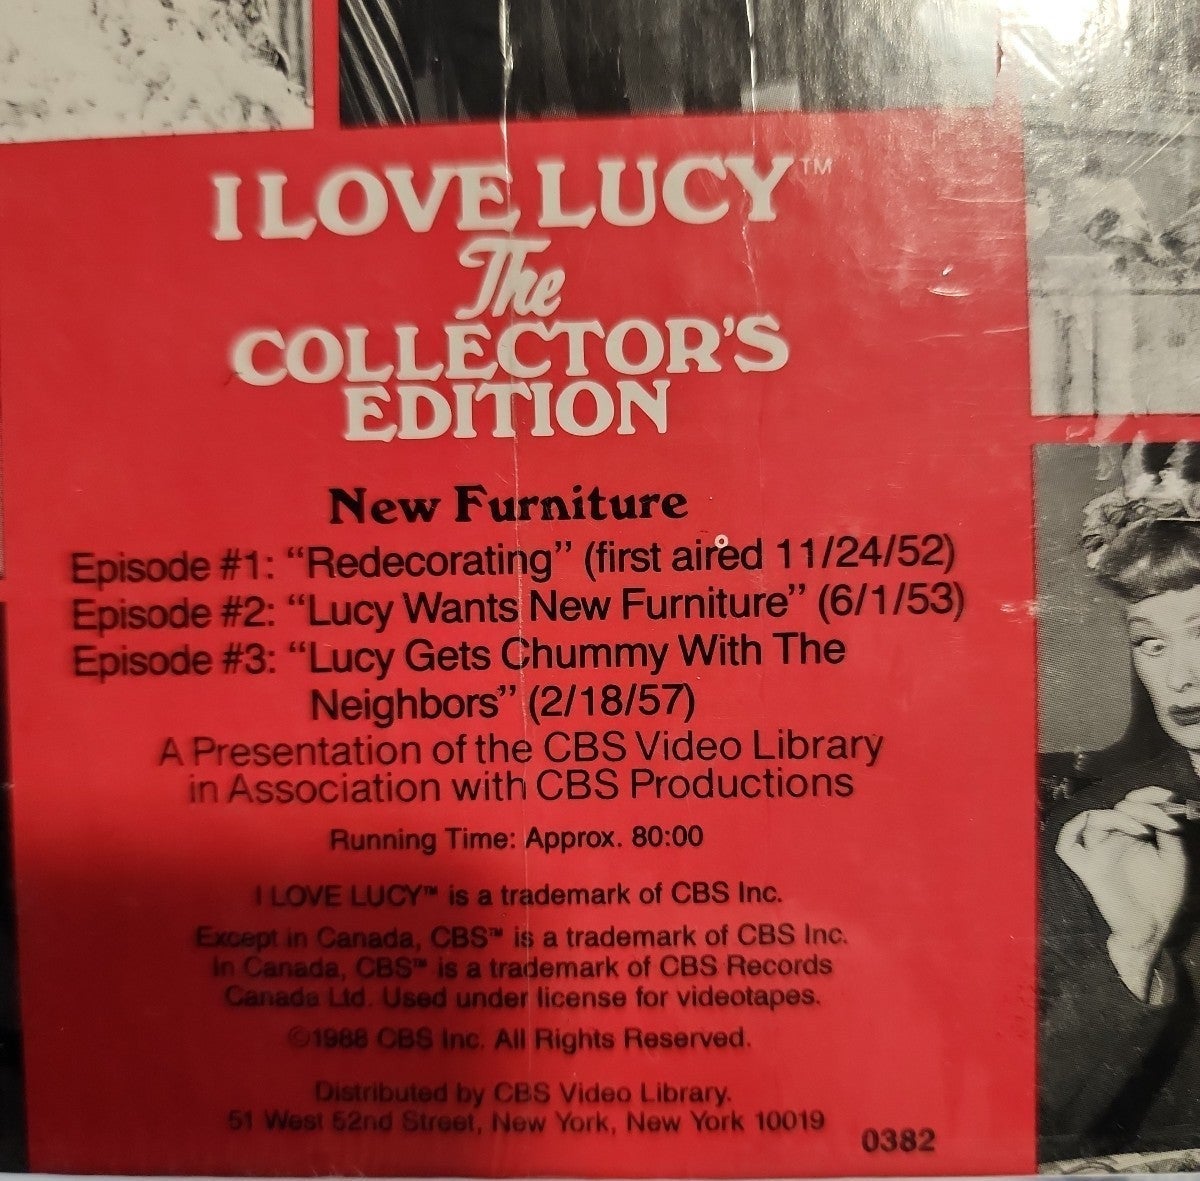 I LOVE LUCY™
The
COLLECTOR'S
EDITION
New Furniture
Episode #1: “Redecorating” (first aired 11/24/52)
Episode #2: “Lucy Wants New Furniture” (6/1/53)
Episode #3: “Lucy Gets Chummy With The
Neighbors” (2/18/57)
A Presentation of the CBS Video Library
in Association with CBS Productions
Running Time: Approx. 80:00
I LOVE LUCY™ is a trademark of CBS Inc.
Except in Canada, CBS™ is a trademark of CBS Inc.
In Canada, CBS™ is a trademark of CBS Records
Canada Ltd. Used under license for videotapes.
©1988 CBS Inc. All Rights Reserved.
Distributed by CBS Video Library.
51 West 52nd Street, New York, New York 10019
0382